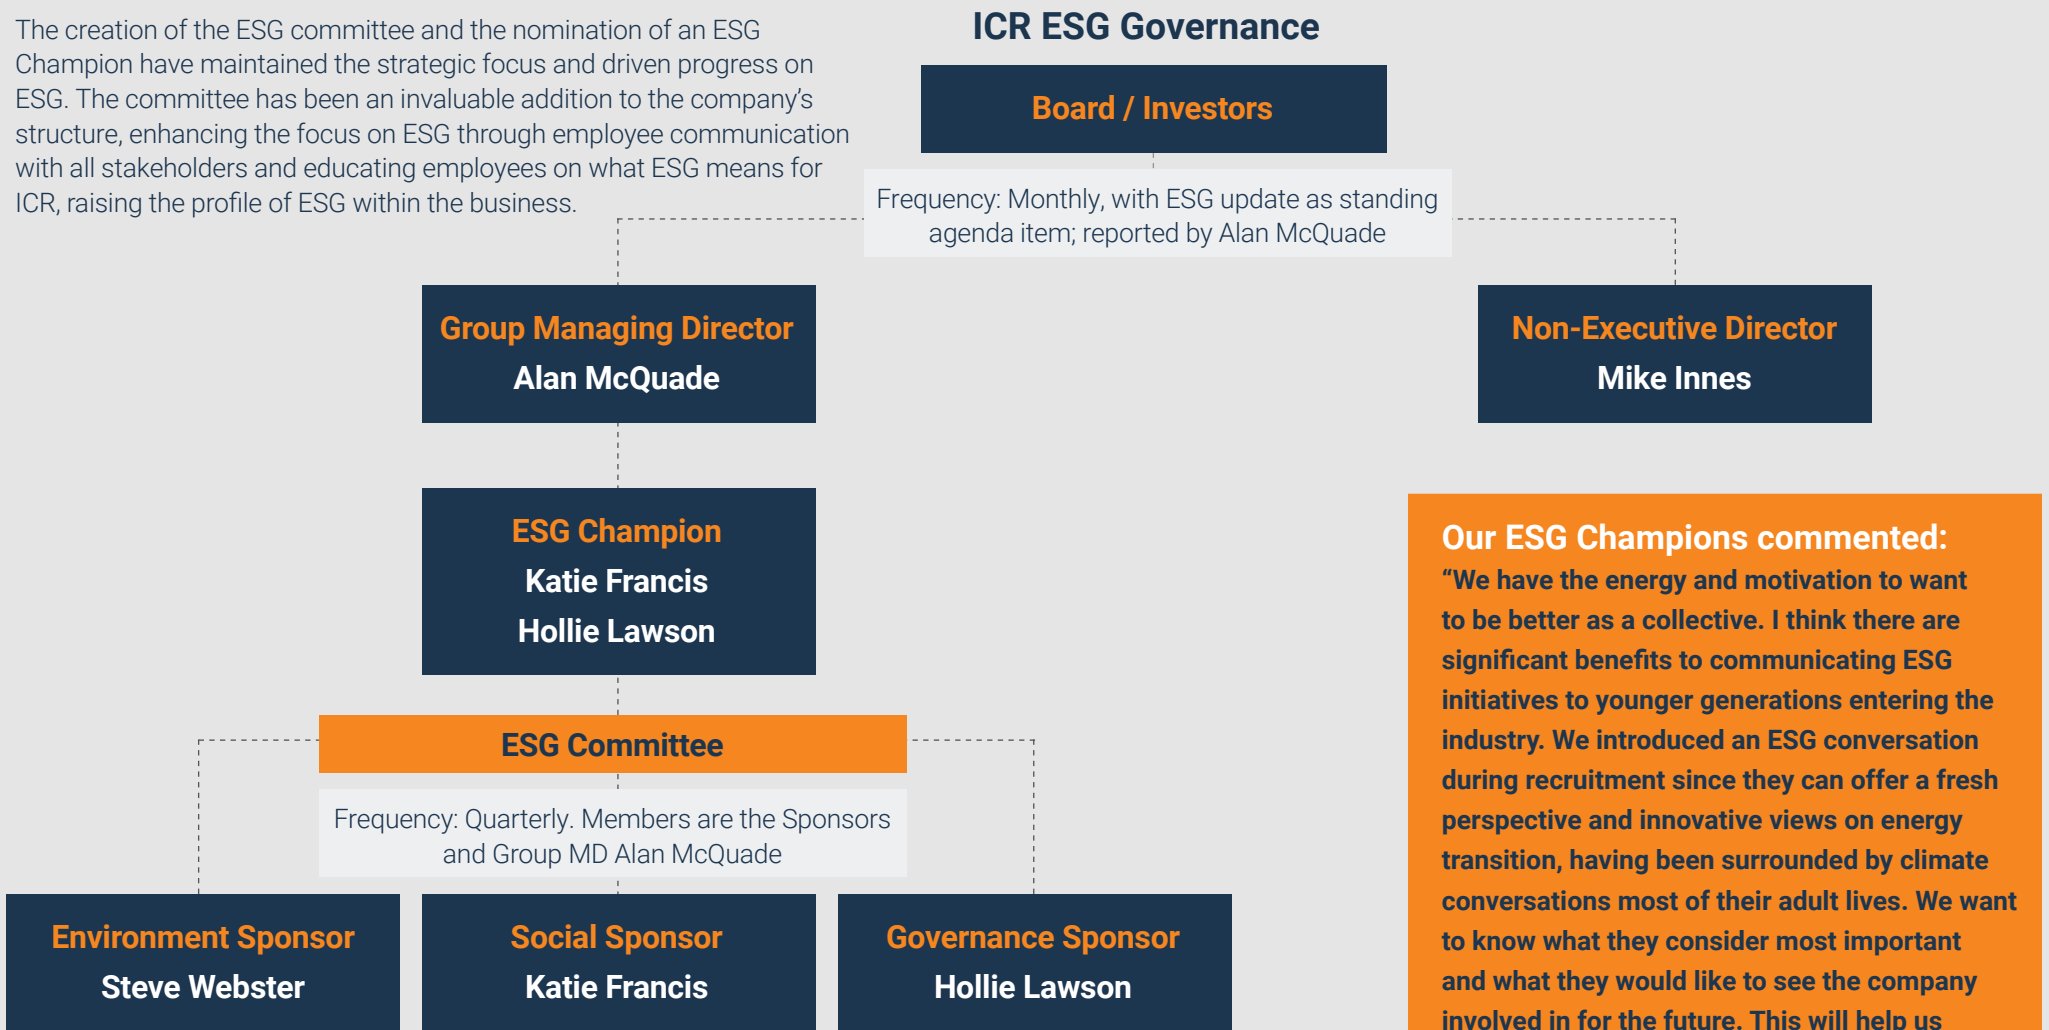 The creation of the ESG committee and the nomination of an ESG
Champion have maintained the strategic focus and driven progress on
ESG. The committee has been an invaluable addition to the company’s
structure, enhancing the focus on ESG through employee communication
with all stakeholders and educating employees on what ESG means for
ICR, raising the profile of ESG within the business.
ICR ESG Governance
Board / Investors
Frequency: Monthly, with ESG update as standing
agenda item; reported by Alan McQuade
Group Managing Director
Alan McQuade
Non-Executive Director
Mike Innes
ESG Champion
Katie Francis
Hollie Lawson
ESG Committee
Frequency: Quarterly. Members are the Sponsors
and Group MD Alan McQuade
Environment Sponsor
Steve Webster
Social Sponsor
Katie Francis
Governance Sponsor
Hollie Lawson
Our ESG Champions commented:
“We have the energy and motivation to want
to be better as a collective. I think there are
significant benefits to communicating ESG
initiatives to younger generations entering the
industry. We introduced an ESG conversation
during recruitment since they can offer a fresh
perspective and innovative views on energy
transition, having been surrounded by climate
conversations most of their adult lives. We want
to know what they consider most important
and what they would like to see the company
involved in for the future. This will help us